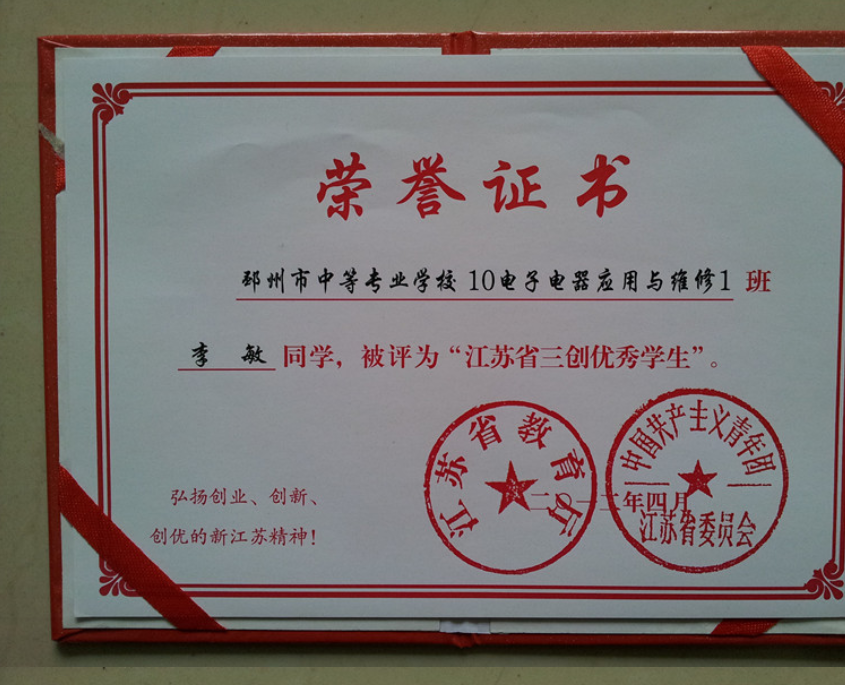 荣誉证书
邳州市中等专业学校 10电子电器应用与维修1 班
李 敏 同学，被评为“江苏省三创优秀学生”。
弘扬创业、创新、
创优的新江苏精神！
江苏省教育厅
中国共产主义青年团
江苏省委员会
二〇一二年四月